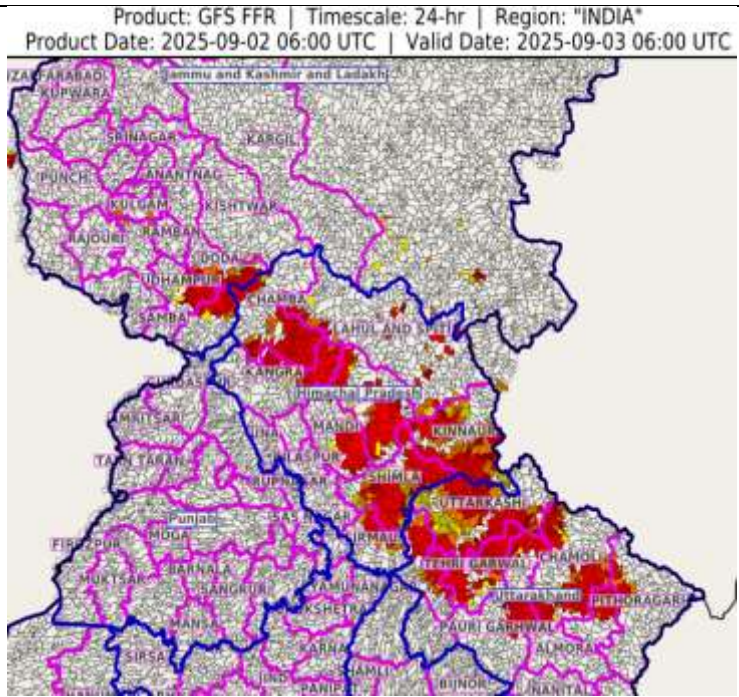 Product: GFS FFR | Timescale: 24-hr | Region: "INDIA"
Product Date: 2025-09-02 06:00 UTC | Valid Date: 2025-09-03 06:00 UTC
Jammu and Kashmir and Ladakh
KUPWARA
SRINAGAR
KARGIL
PUNCH
ANANTNAG
KULGAM
KISHTWAR
RAJOURI
RAMBAN
DODA
UDHAMPUR
SAMBA
CHAMBA
LAHUL AND SPITI
KANGRA
Himachal Pradesh
MANDI
KINNAUR
UNA
TARN TARAN
BILASPUR
RUPNAGAR
SHIMLA
UTTARKASHI
Punjab
MOGA
FIROZPUR
BARNALA
MUKTSAR
SANGRUR
MANSA
TEHRI GARWAL
CHAMOLI
Uttarakhand
PITHORAGARH
PAURI GARHWAL
ALMORA
SIRSA
BIJNOR
NAINITAL